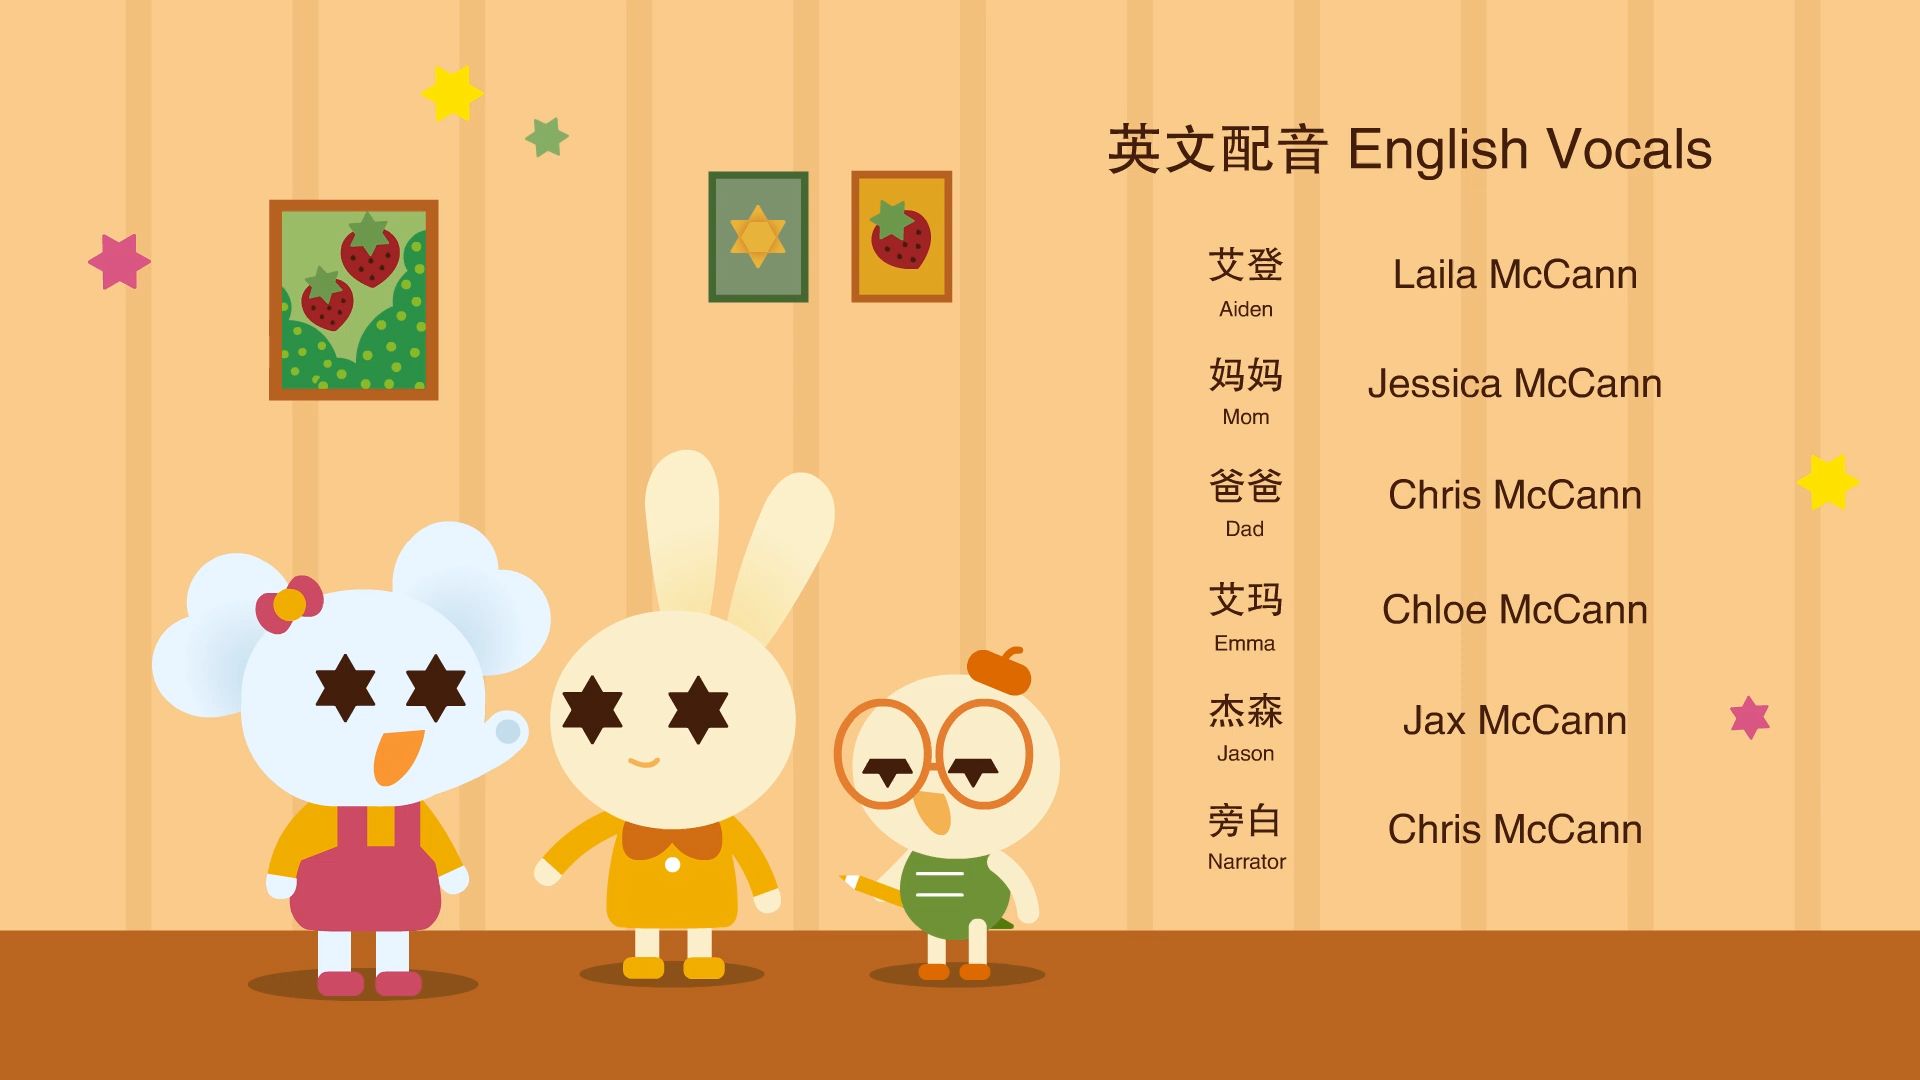 英文配音 English Vocals
艾登 Laila McCann
Aiden
妈妈 Jessica McCann
Mom
爸爸 Chris McCann
Dad
艾玛 Chloe McCann
Emma
杰森 Jax McCann
Jason
旁白 Chris McCann
Narrator